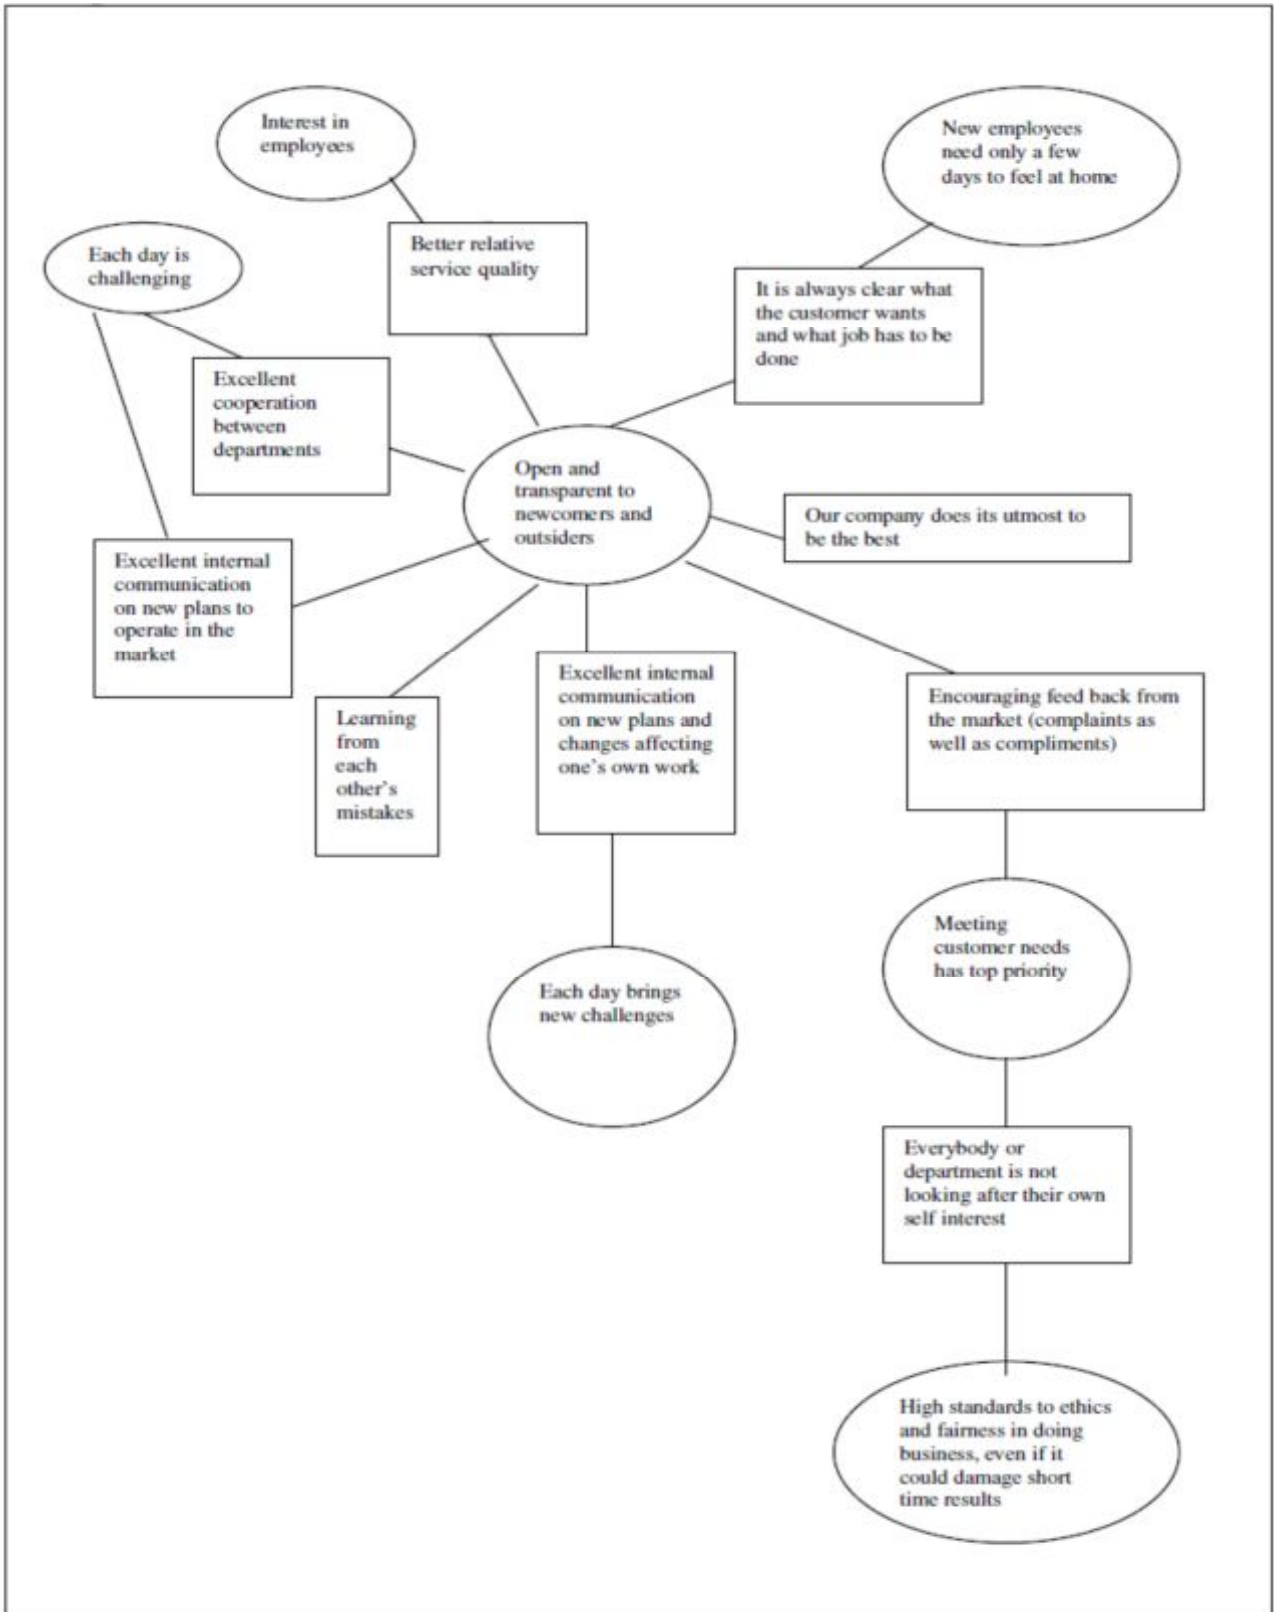 Interest in
employees
New employees
need only a few
days to feel at home
Each day is
challenging
Better relative
service quality
It is always clear what
the customer wants
and what job has to be
done
Excellent
cooperation
between
departments
Open and
transparent to
newcomers and
outsiders
Our company does its utmost to
be the best
Excellent internal
communication
on new plans to
operate in the
market
Learning
from
each
other's
mistakes
Excellent internal
communication
on new plans and
changes affecting
one's own work
Encouraging feed back from
the market (complaints as
well as compliments)
Meeting
customer needs
has top priority
Each day brings
new challenges
Everybody or
department is not
looking after their own
self interest
High standards to ethics
and fairness in doing
business, even if it
could damage short
time results